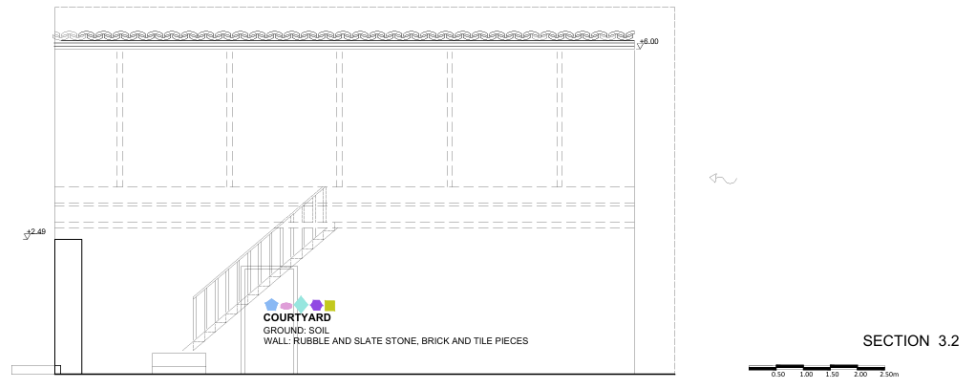 +6.00
+2.49
COURTYARD
GROUND: SOIL
WALL: RUBBLE AND SLATE STONE, BRICK AND TILE PIECES
SECTION 3.2
0.50 1.00 1.50 2.00 2.50m